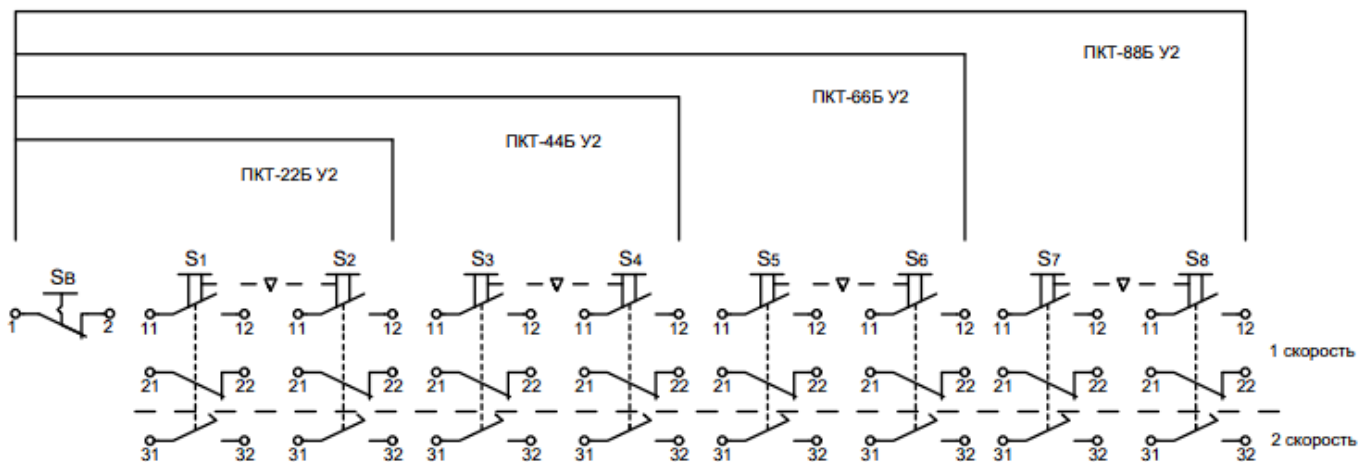 ПКТ-88Б У2
ПКТ-66Б У2
ПКТ-44Б У2
ПКТ-22Б У2
SB S1 S2 S3 S4 S5 S6 S7 S8
1 2 11 12 11 12 11 12 11 12 11 12 11 12 11 12 11 12
1 скорость
21 22 21 22 21 22 21 22 21 22 21 22 21 22 21 22
2 скорость
31 32 31 32 31 32 31 32 31 32 31 32 31 32 31 32